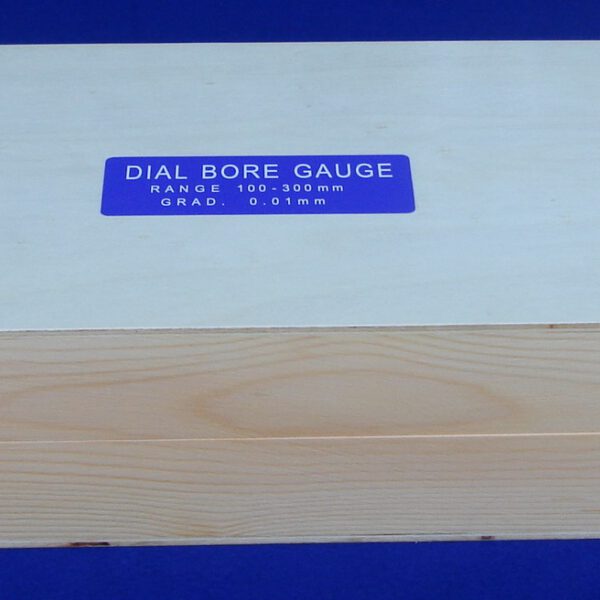 DIAL BORE GAUGE
RANGE 100-300mm
GRAD. 0.01mm